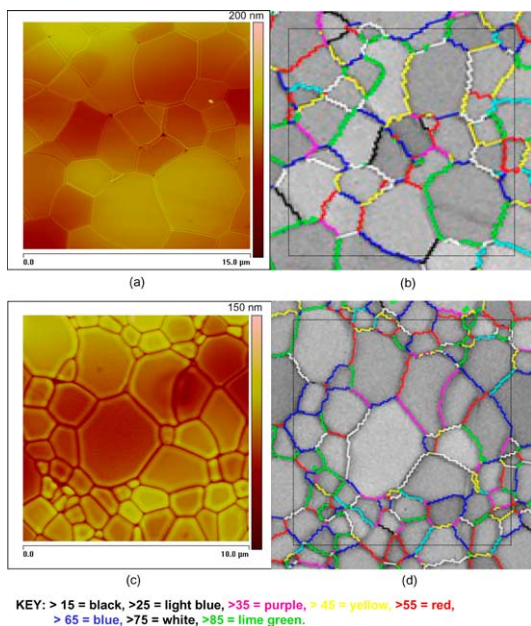 200 nm
0.0
15.0 µm
(a)
(b)
150 nm
0.0
10.0 µm
(c)
(d)
KEY: > 15 = black, >25 = light blue, >35 = purple, > 45 = yellow, >55 = red,
> 65 = blue, >75 = white, >85 = lime green.